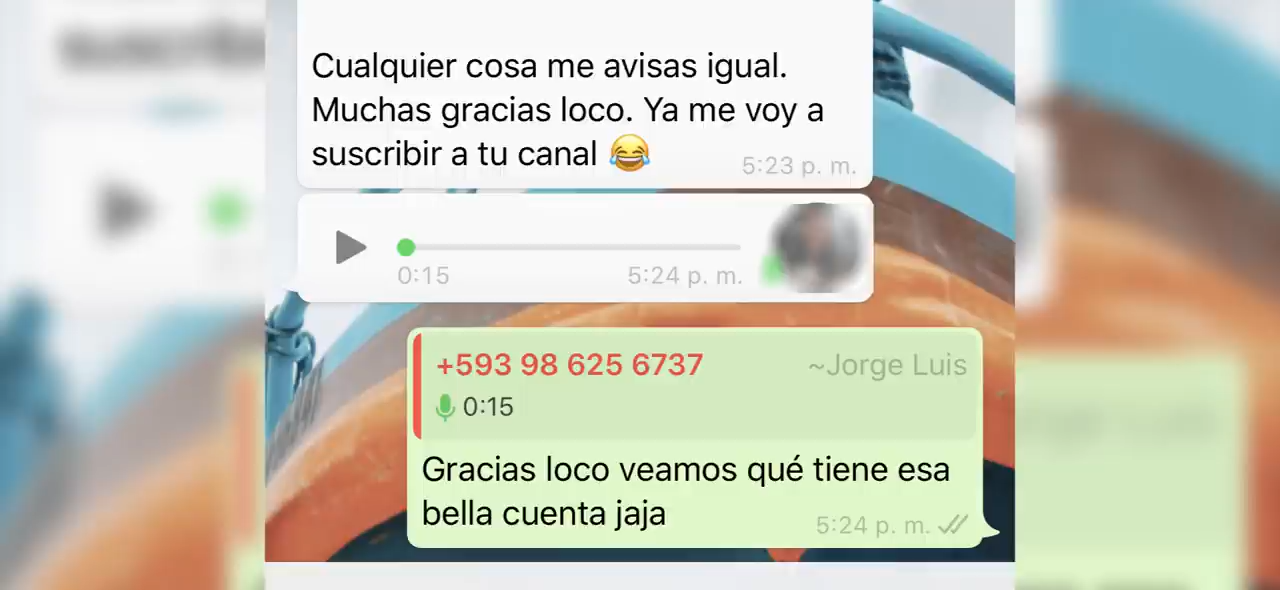 Cualquier cosa me avisas igual.
Muchas gracias loco. Ya me voy a
suscribir a tu canal 😂
5:23 p. m.
0:15 5:24 p. m.
+593 98 625 6737 ~Jorge Luis
0:15
Gracias loco veamos qué tiene esa
bella cuenta jaja
5:24 p. m.